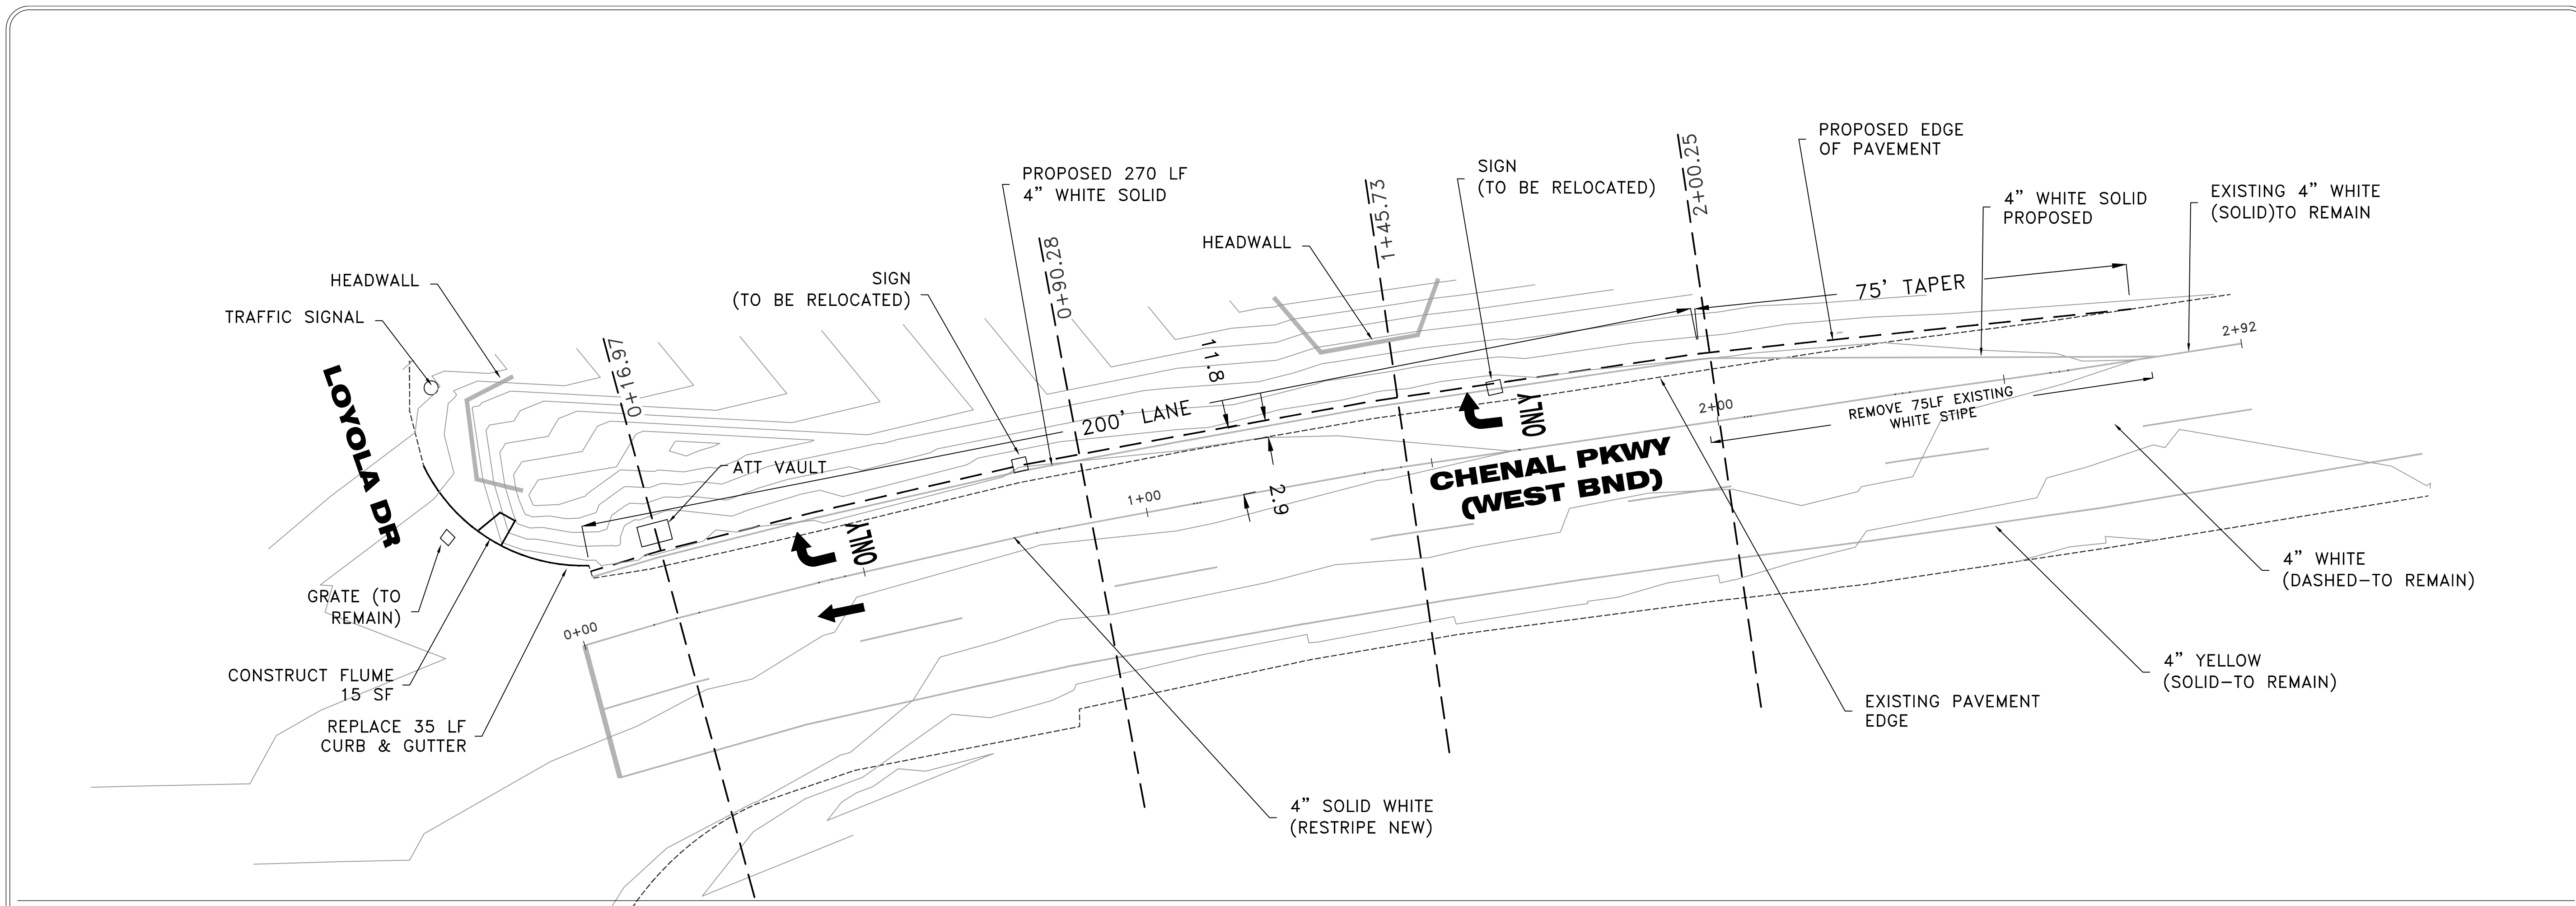 PROPOSED EDGE
OF PAVEMENT
SIGN
(TO BE RELOCATED)
PROPOSED 270 LF
4" WHITE SOLID
2+00.25
1+45.73
4" WHITE SOLID
PROPOSED
EXISTING 4" WHITE
(SOLID)TO REMAIN
0+90.28
HEADWALL
SIGN
(TO BE RELOCATED)
HEADWALL
TRAFFIC SIGNAL
75' TAPER
2+92
0+16.97
11.8
LOYOLA DR
200' LANE
ONLY
2+00
REMOVE 75LF EXISTING
WHITE STIPE
ATT VAULT
CHENAL PKWY
(WEST BND)
1+00
2.9
ONLY
GRATE (TO
REMAIN)
0+00
4" WHITE
(DASHED-TO REMAIN)
CONSTRUCT FLUME
15 SF
4" YELLOW
(SOLID-TO REMAIN)
EXISTING PAVEMENT
EDGE
REPLACE 35 LF
CURB & GUTTER
4" SOLID WHITE
(RESTRIPE NEW)